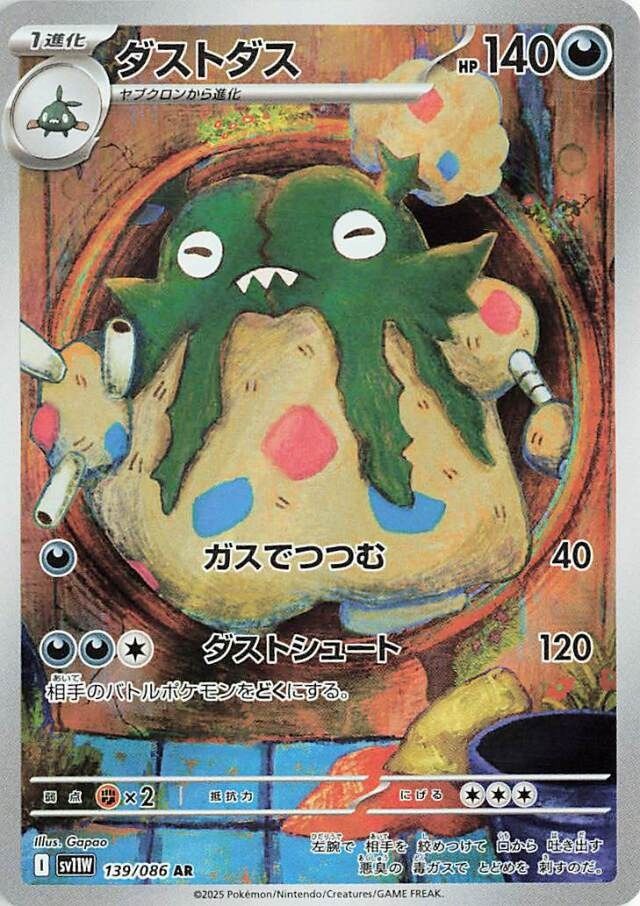 1進化
ダストダス
HP 140
ヤブクロンから進化
ガスでつつむ 40
ダストシュート 120
相手のバトルポケモンをどくにする。
弱点 ×2 抵抗力 にげる
Illus. Gapao
左腕で 相手を 絞めつけて 口から 吐き出す
悪臭の 毒ガスで とどめを 刺すのだ。
I SV11W 139/086 AR
©2025 Pokémon/Nintendo/Creatures/GAME FREAK.